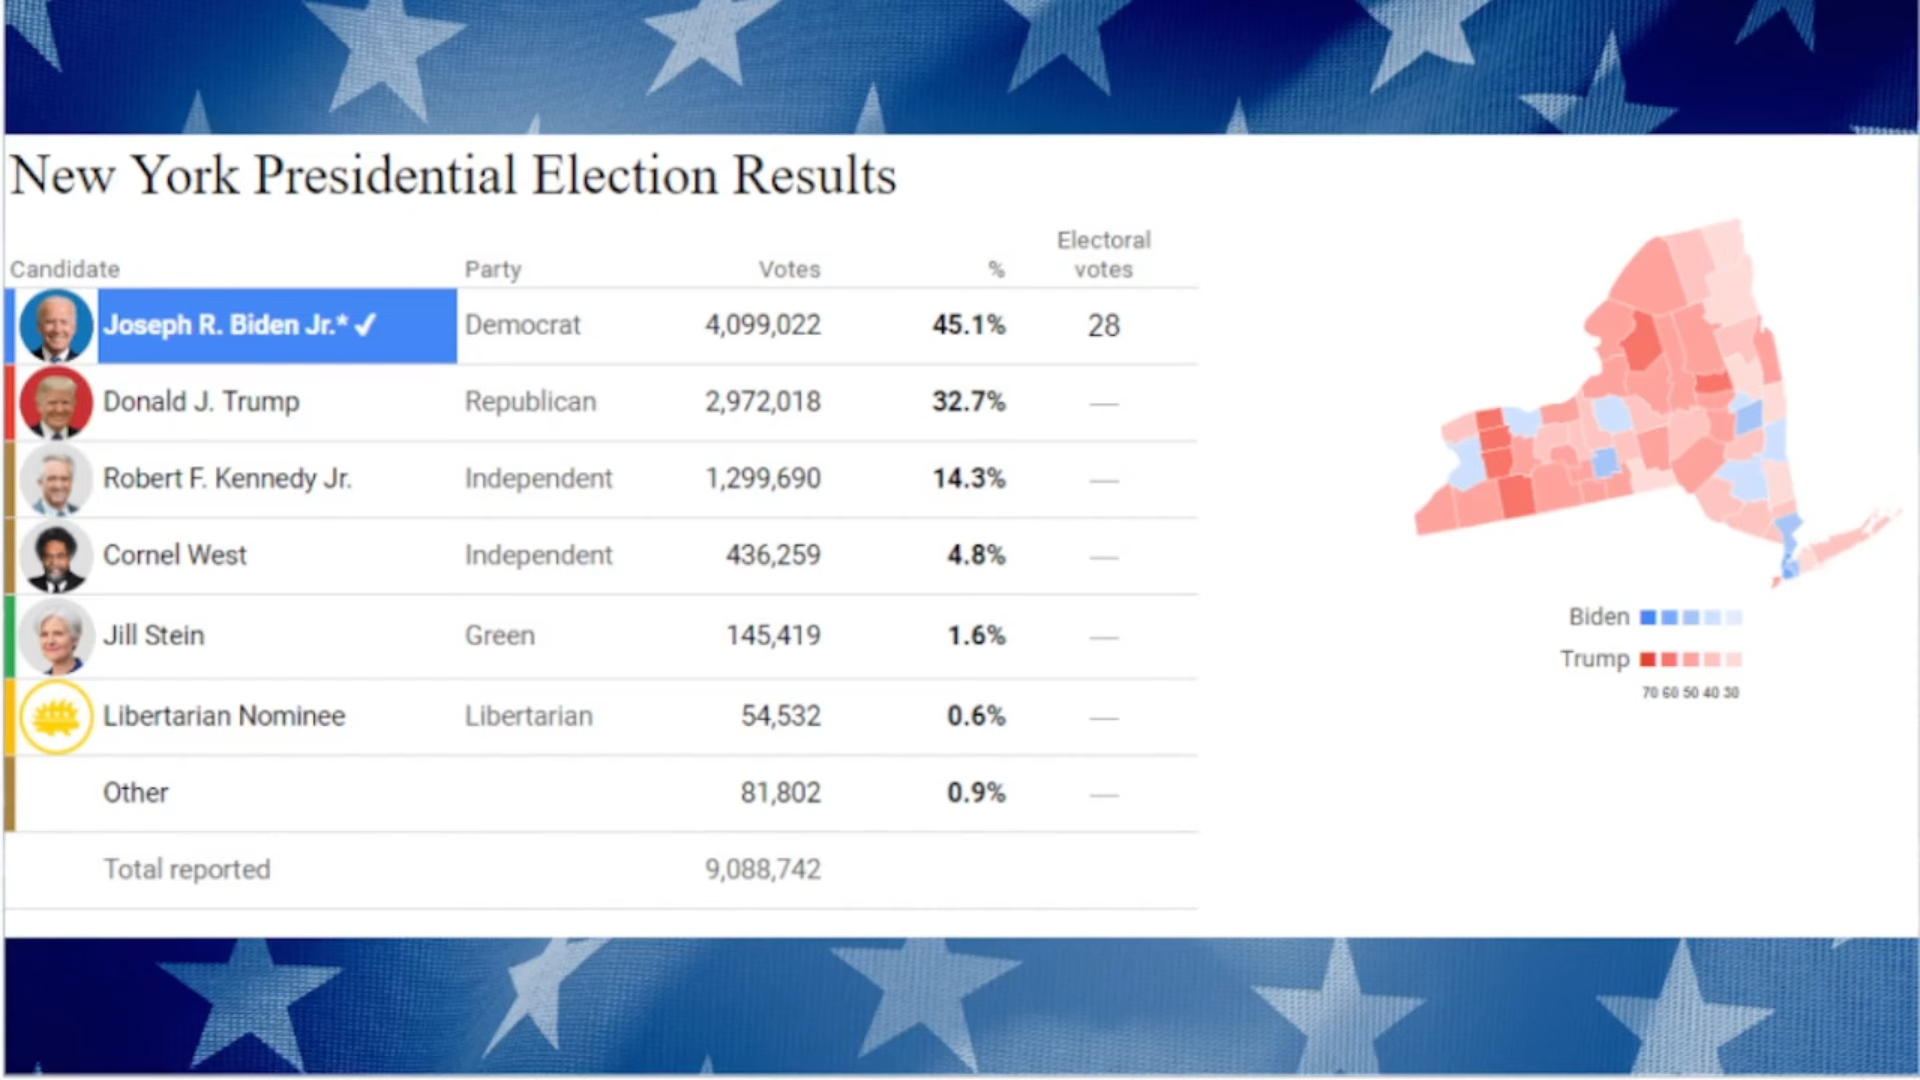 New York Presidential Election Results
Candidate Party Votes % Electoral votes
Joseph R. Biden Jr.* ✓ Democrat 4,099,022 45.1% 28
Donald J. Trump Republican 2,972,018 32.7% —
Robert F. Kennedy Jr. Independent 1,299,690 14.3% —
Cornel West Independent 436,259 4.8% —
Jill Stein Green 145,419 1.6% —
Libertarian Nominee Libertarian 54,532 0.6% —
Other 81,802 0.9% —
Total reported 9,088,742
Biden
Trump
70 60 50 40 30